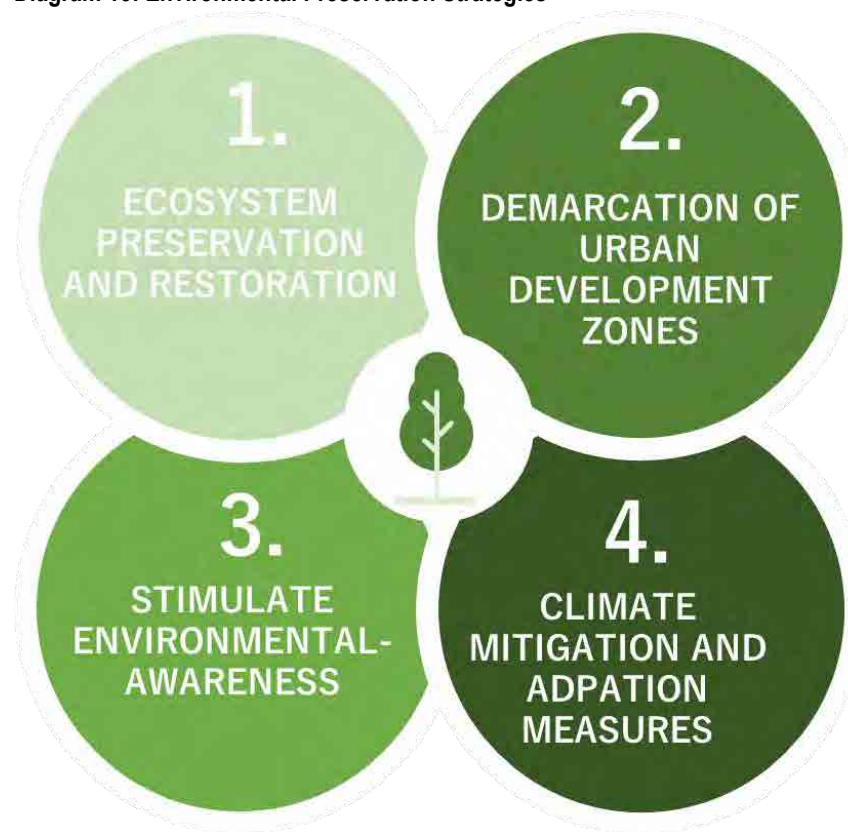 1.
ECOSYSTEM
PRESERVATION
AND RESTORATION
2.
DEMARCATION OF
URBAN
DEVELOPMENT
ZONES
3.
STIMULATE
ENVIRONMENTAL-
AWARENESS
4.
CLIMATE
MITIGATION AND
ADPATION
MEASURES